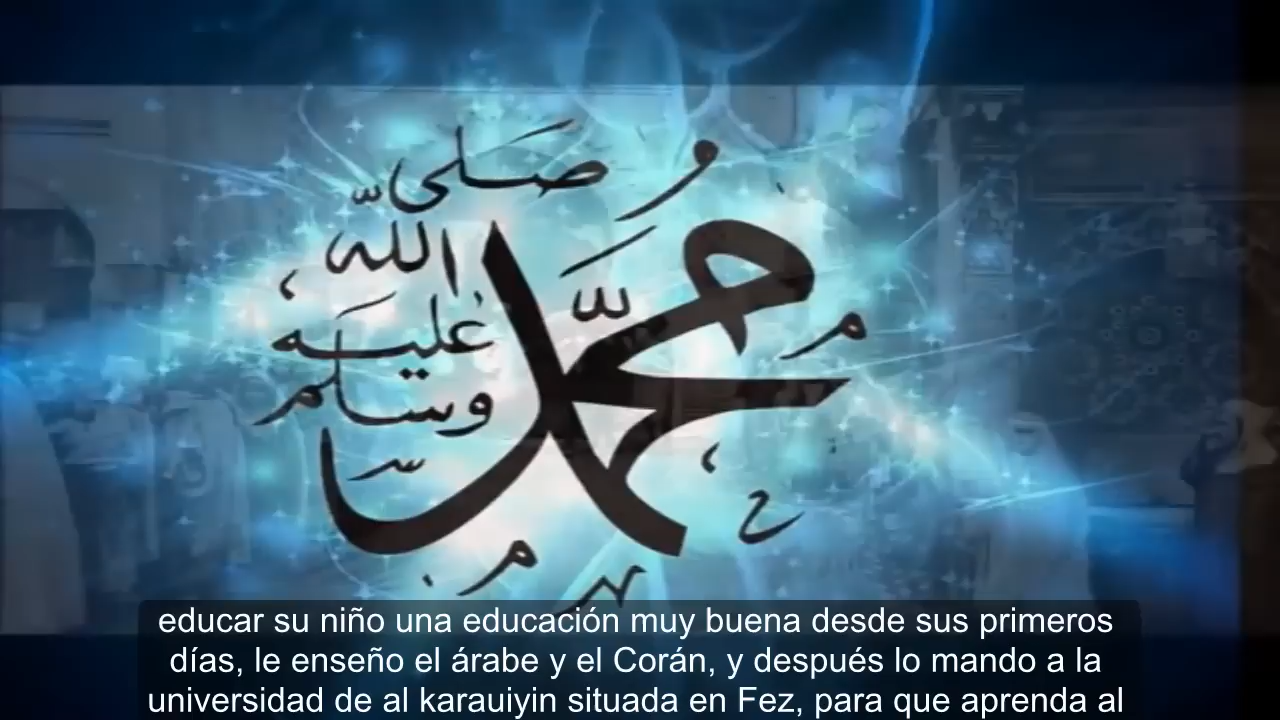 صلى
الله
عليه
وسلم
محمد
educar su niño una educación muy buena desde sus primeros
días, le enseño el árabe y el Corán, y después lo mando a la
universidad de al karauiyin situada en Fez, para que aprenda al